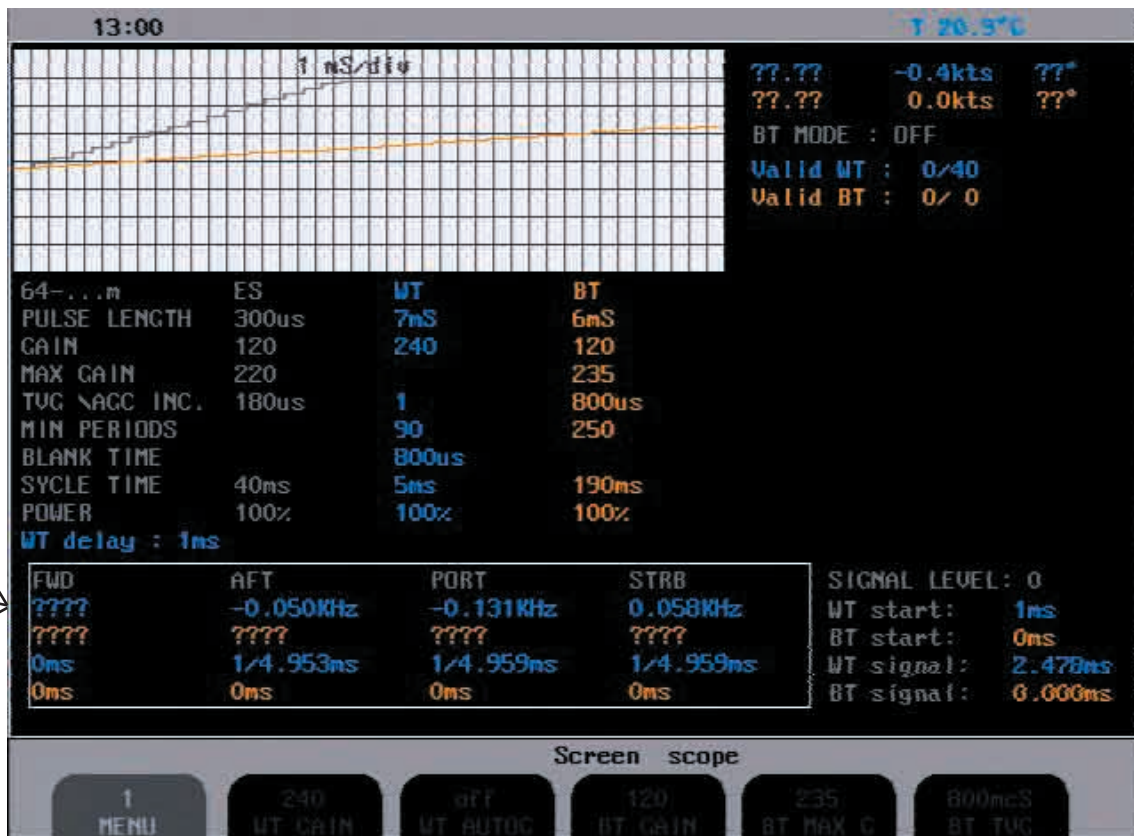 13:00 T 20.9°C
1 mS/div
??.?? -0.4kts ??°
??.?? 0.0kts ??°
BT MODE : OFF
Valid WT : 0/40
Valid BT : 0/ 0
64-...m ES WT BT
PULSE LENGTH 300us 7mS 6mS
GAIN 120 240 120
MAX GAIN 220 235
TVG \AGC INC. 180us 1 800us
MIN PERIODS 90 250
BLANK TIME 800us
SYCLE TIME 40ms 5ms 190ms
POWER 100% 100% 100%
WT delay : 1ms
FWD AFT PORT STRB
???? -0.050KHz -0.131KHz 0.058KHz
???? ???? ???? ????
0ms 1/4.953ms 1/4.959ms 1/4.959ms
0ms 0ms 0ms 0ms
SIGNAL LEVEL: 0
WT start: 1ms
BT start: 0ms
WT signal: 2.478ms
BT signal: 0.000ms
Screen scope
1 240 off 120 235 800mcS
MENU WT GAIN WT AUTOG BT GAIN BT MAX G BT TVG